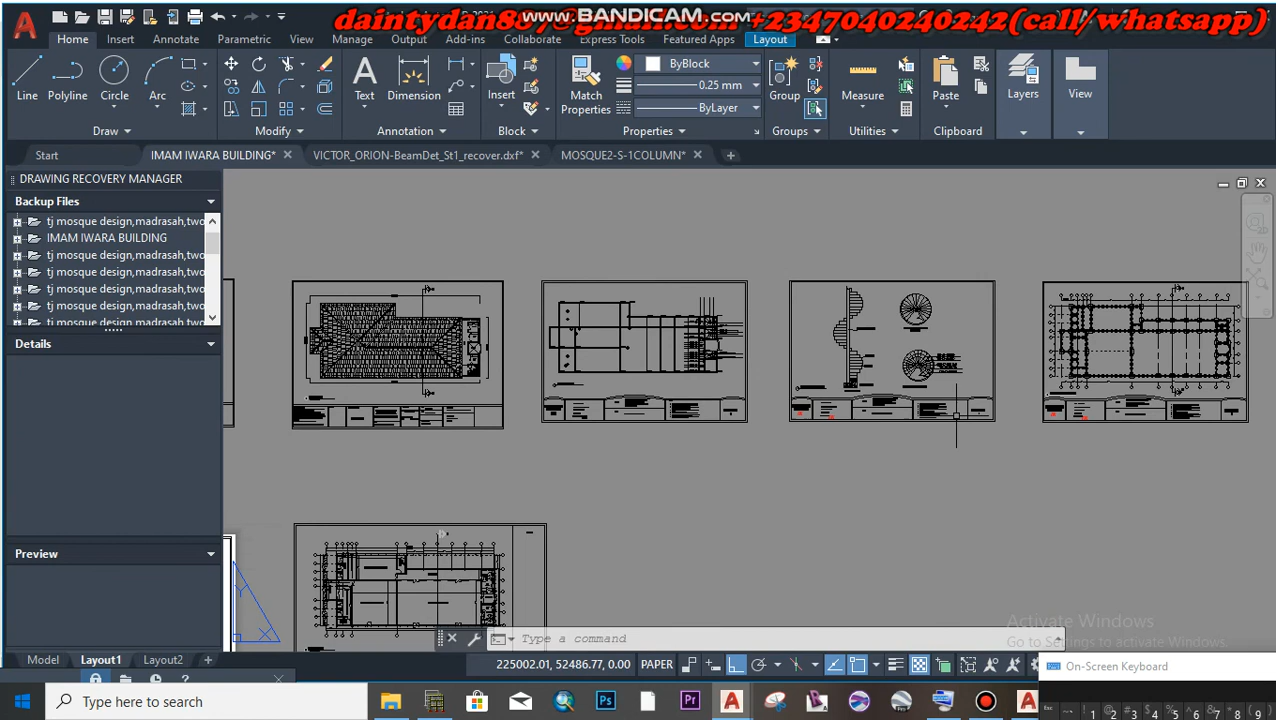 www.BANDICAM.com
+2347040240242(call/whatsapp)
Home Insert Annotate Parametric View Manage Output Add-ins Collaborate Express Tools Featured Apps Layout
Line Polyline Circle Arc Text Dimension Insert Match Properties ByBlock 0.25 mm ByLayer Group Measure Paste Layers View
Draw Modify Annotation Block Properties Groups Utilities Clipboard
Start IMAM IWARA BUILDING* VICTOR_ORION-BeamDet_St1_recover.dxf* MOSQUE2-S-1COLUMN*
DRAWING RECOVERY MANAGER
Backup Files
tj mosque design,madrasah,two
IMAM IWARA BUILDING
tj mosque design,madrasah,two
tj mosque design,madrasah,two
tj mosque design,madrasah,two
tj mosque design,madrasah,two
tj mosque design,madrasah,two
Details
Preview
Type a command
Activate Windows
Go to Settings to activate Windows.
Model Layout1 Layout2 +
225002.01, 52486.77, 0.00 PAPER
On-Screen Keyboard
Type here to search